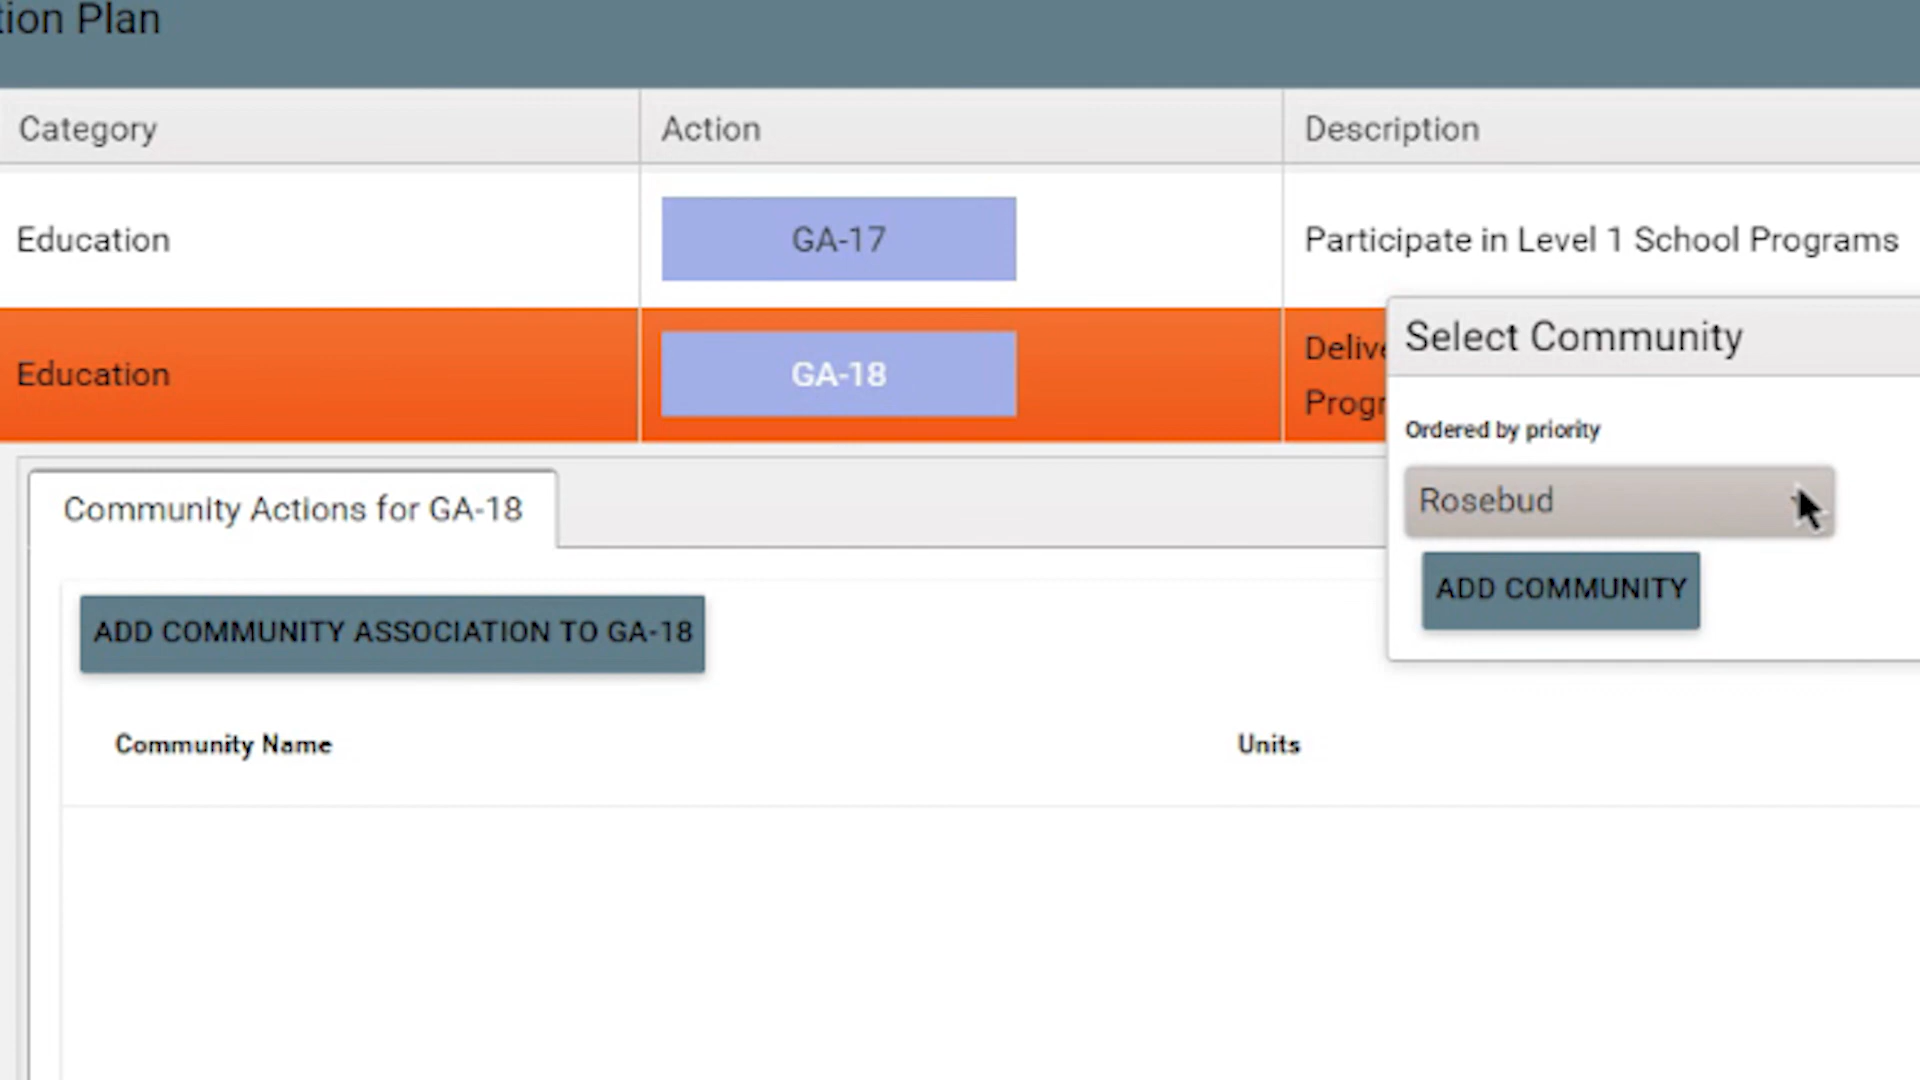 tion Plan
Category Action Description
Education GA-17 Participate in Level 1 School Programs
Education GA-18
Select Community
Ordered by priority
Rosebud
ADD COMMUNITY
Community Actions for GA-18
ADD COMMUNITY ASSOCIATION TO GA-18
Community Name Units